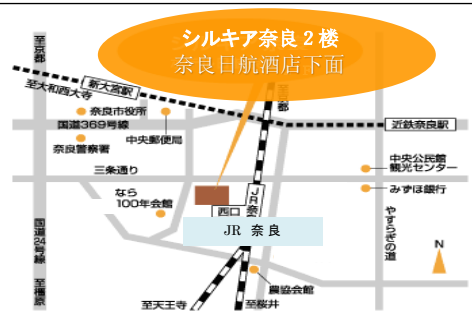 シルキア奈良2楼
奈良日航酒店下面
至京都
至京都
新大宮駅
至大和西大寺
奈良市役所
国道369号線
中央郵便局
近鉄奈良駅
奈良警察署
三条通り
中央公民館
観光センター
なら
100年会館
みずほ銀行
JR奈
西口
JR 奈良
国道24号線
やすらぎの道
N
農協会館
至橿原
至天王寺
至桜井